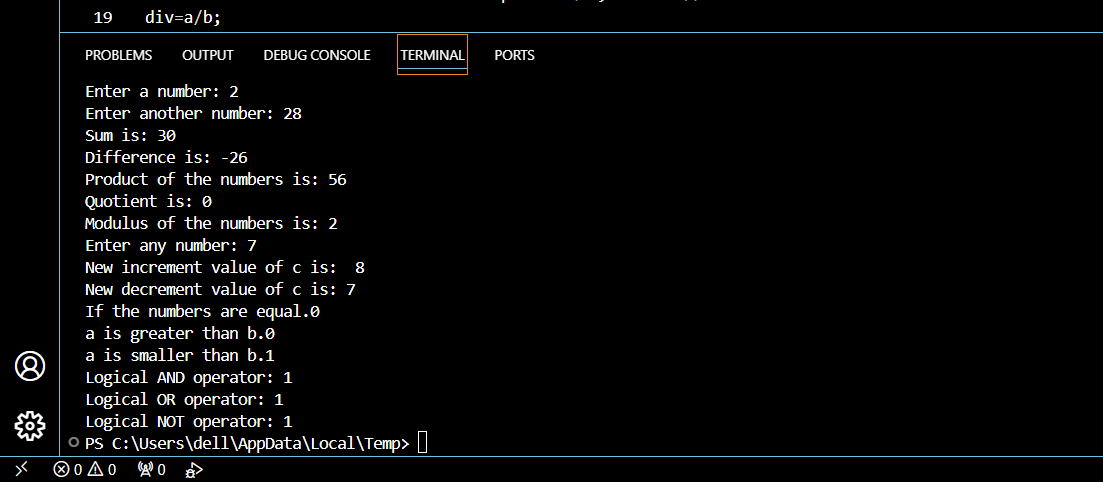 19 div=a/b;
PROBLEMS OUTPUT DEBUG CONSOLE TERMINAL PORTS
Enter a number: 2
Enter another number: 28
Sum is: 30
Difference is: -26
Product of the numbers is: 56
Quotient is: 0
Modulus of the numbers is: 2
Enter any number: 7
New increment value of c is:  8
New decrement value of c is: 7
If the numbers are equal.0
a is greater than b.0
a is smaller than b.1
Logical AND operator: 1
Logical OR operator: 1
Logical NOT operator: 1
PS C:\Users\dell\AppData\Local\Temp>
0 0 0